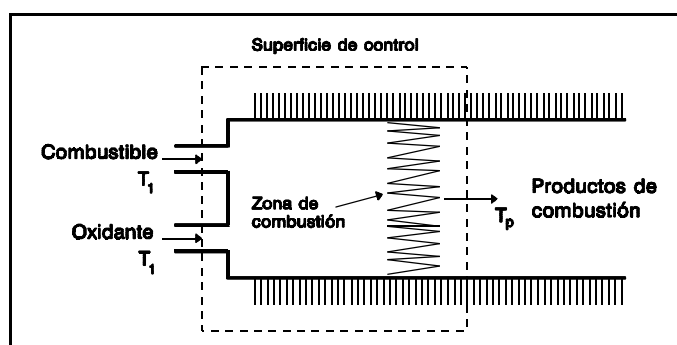 Superficie de control
Combustible
T1
Oxidante
T1
Zona de
combustión
Tp
Productos de
combustión